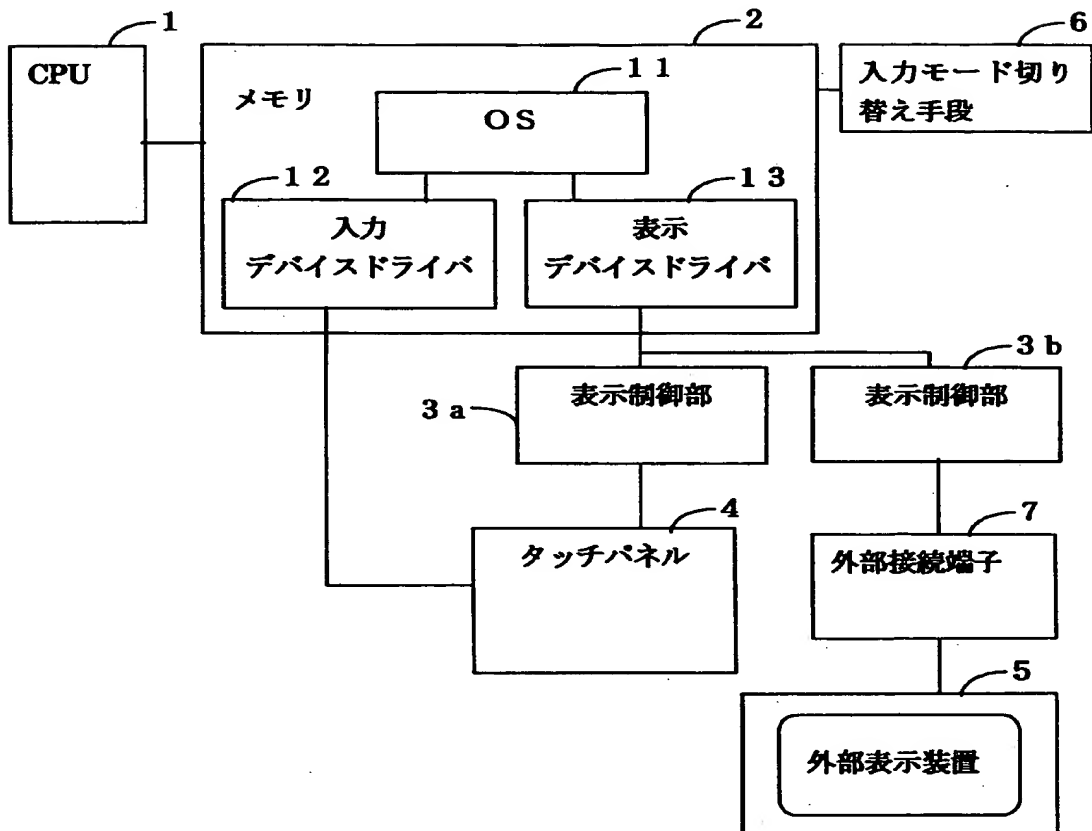 1
2
6
CPU
メモリ
11
OS
入力モード切り
替え手段
12
13
入力
デバイスドライバ
表示
デバイスドライバ
3a
表示制御部
3b
表示制御部
4
タッチパネル
7
外部接続端子
5
外部表示装置